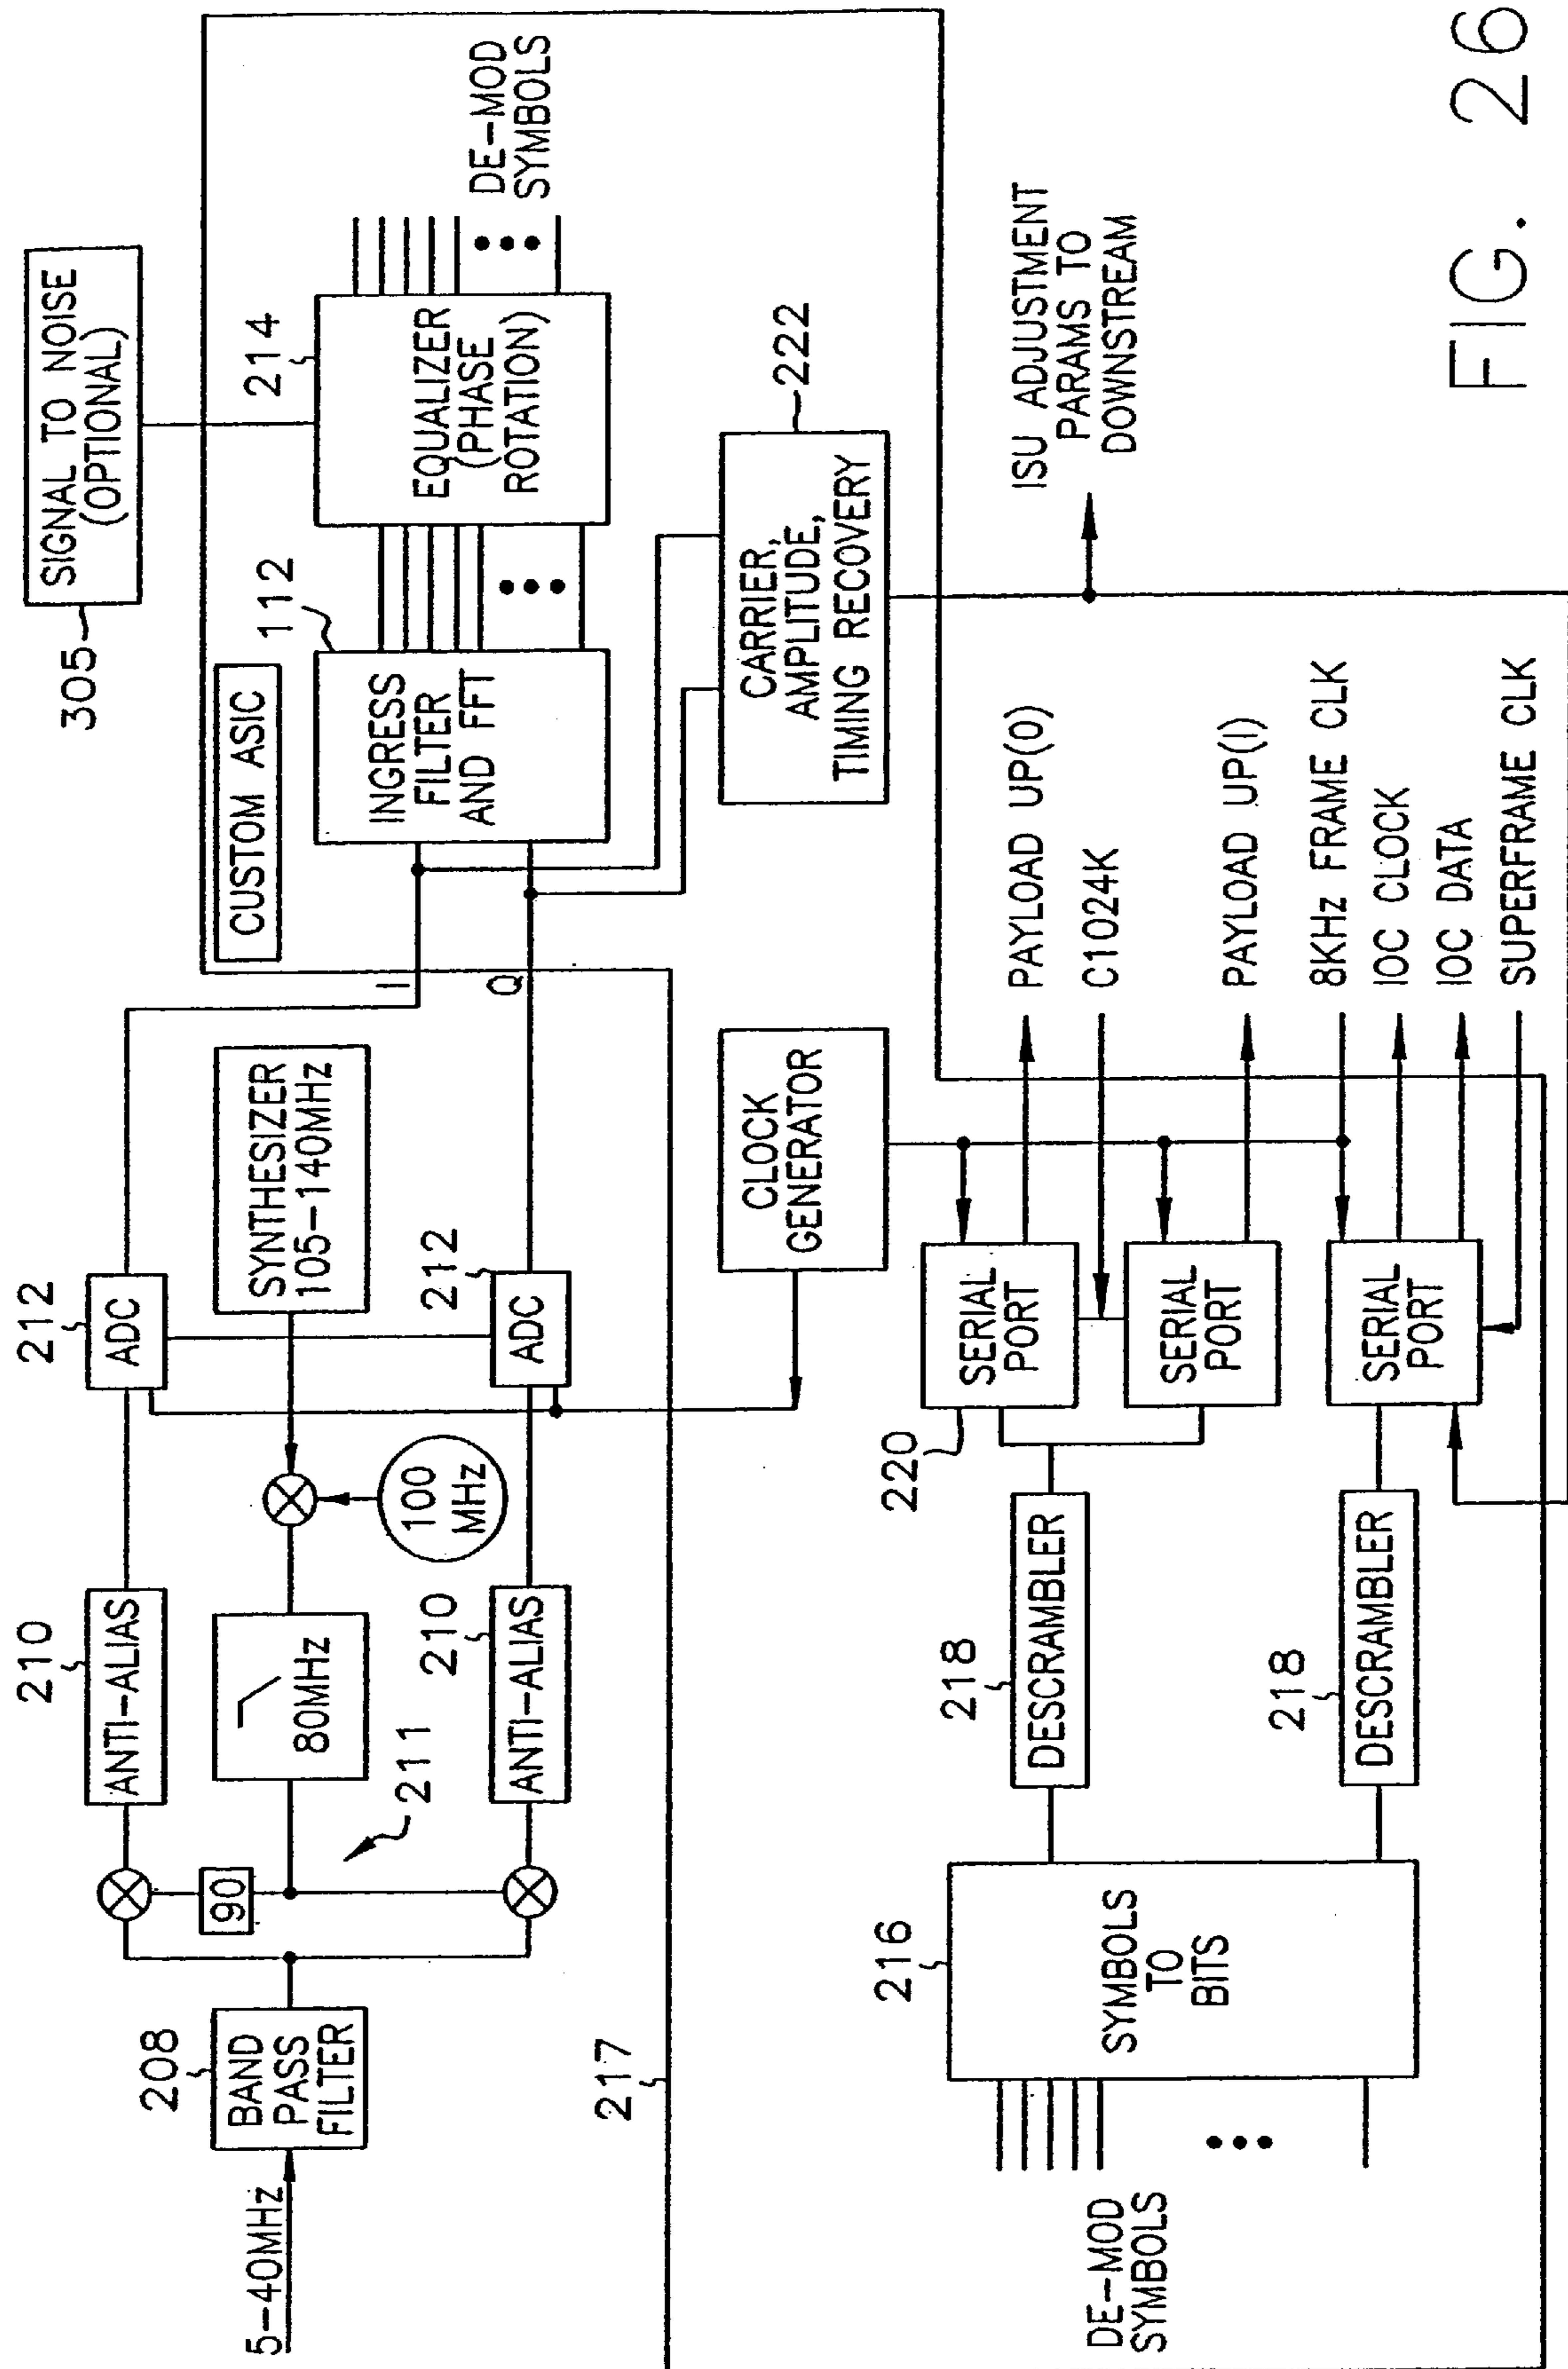 5-40MHz
208
BAND
PASS
FILTER
90
211
210
ANTI-ALIAS
80MHz
210
ANTI-ALIAS
100
MHz
212
ADC
SYNTHESIZER
105-140MHz
212
ADC
I
Q
CUSTOM ASIC
305
SIGNAL TO NOISE
(OPTIONAL)
112
INGRESS
FILTER
AND FFT
214
EQUALIZER
(PHASE
ROTATION)
DE-MOD
SYMBOLS
222
CARRIER,
AMPLITUDE,
TIMING RECOVERY
ISU ADJUSTMENT
PARAMS TO
DOWNSTREAM
217
CLOCK
GENERATOR
DE-MOD
SYMBOLS
216
SYMBOLS
TO
BITS
218
DESCRAMBLER
218
DESCRAMBLER
220
SERIAL
PORT
SERIAL
PORT
SERIAL
PORT
PAYLOAD UP(0)
C1024K
PAYLOAD UP(1)
8KHz FRAME CLK
IOC CLOCK
IOC DATA
SUPERFRAME CLK
FIG. 26